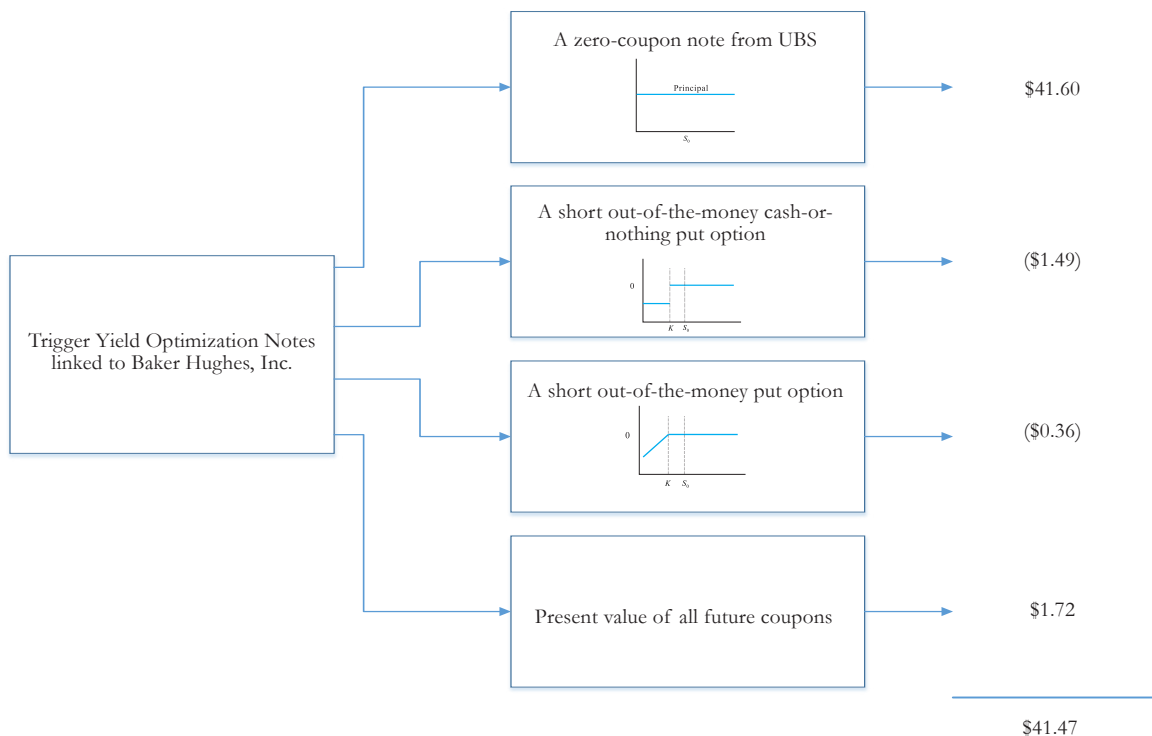 A zero-coupon note from UBS
Principal
S0
$41.60
A short out-of-the-money cash-or-
nothing put option
0
K S0
($1.49)
Trigger Yield Optimization Notes
linked to Baker Hughes, Inc.
A short out-of-the-money put option
0
K S0
($0.36)
Present value of all future coupons
$1.72
$41.47